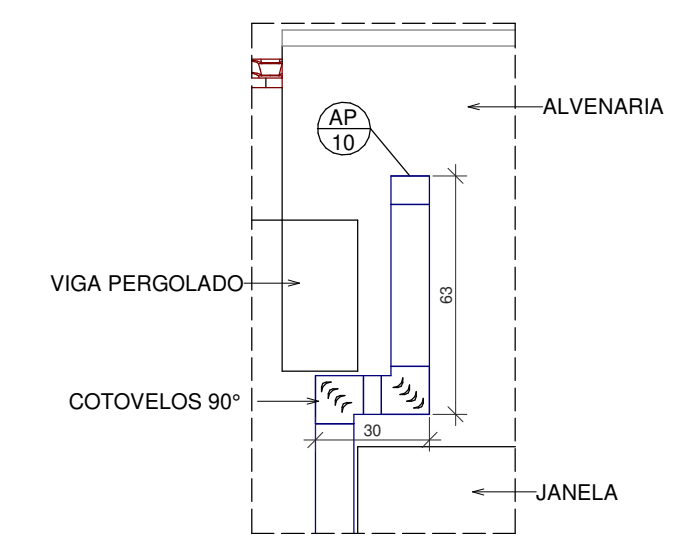 ALVENARIA
AP
10
VIGA PERGOLADO
63
COTOVELOS 90°
30
JANELA